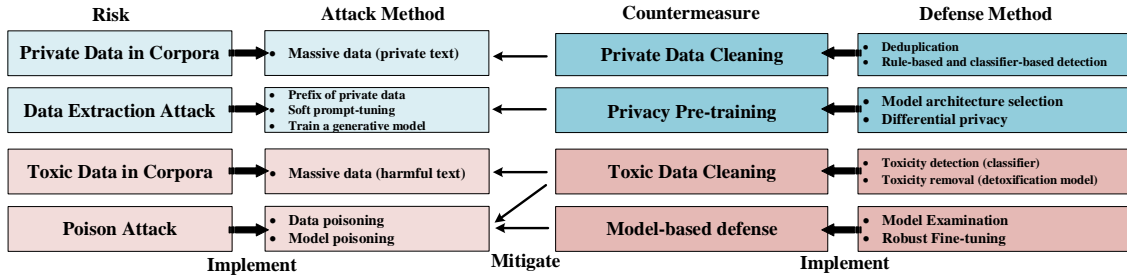 Risk Attack Method Countermeasure Defense Method
Private Data in Corpora
• Massive data (private text)
Private Data Cleaning
• Deduplication
• Rule-based and classifier-based detection
Data Extraction Attack
• Prefix of private data
• Soft prompt-tuning
• Train a generative model
Privacy Pre-training
• Model architecture selection
• Differential privacy
Toxic Data in Corpora
• Massive data (harmful text)
Toxic Data Cleaning
• Toxicity detection (classifier)
• Toxicity removal (detoxification model)
Poison Attack
• Data poisoning
• Model poisoning
Model-based defense
• Model Examination
• Robust Fine-tuning
Implement Mitigate Implement